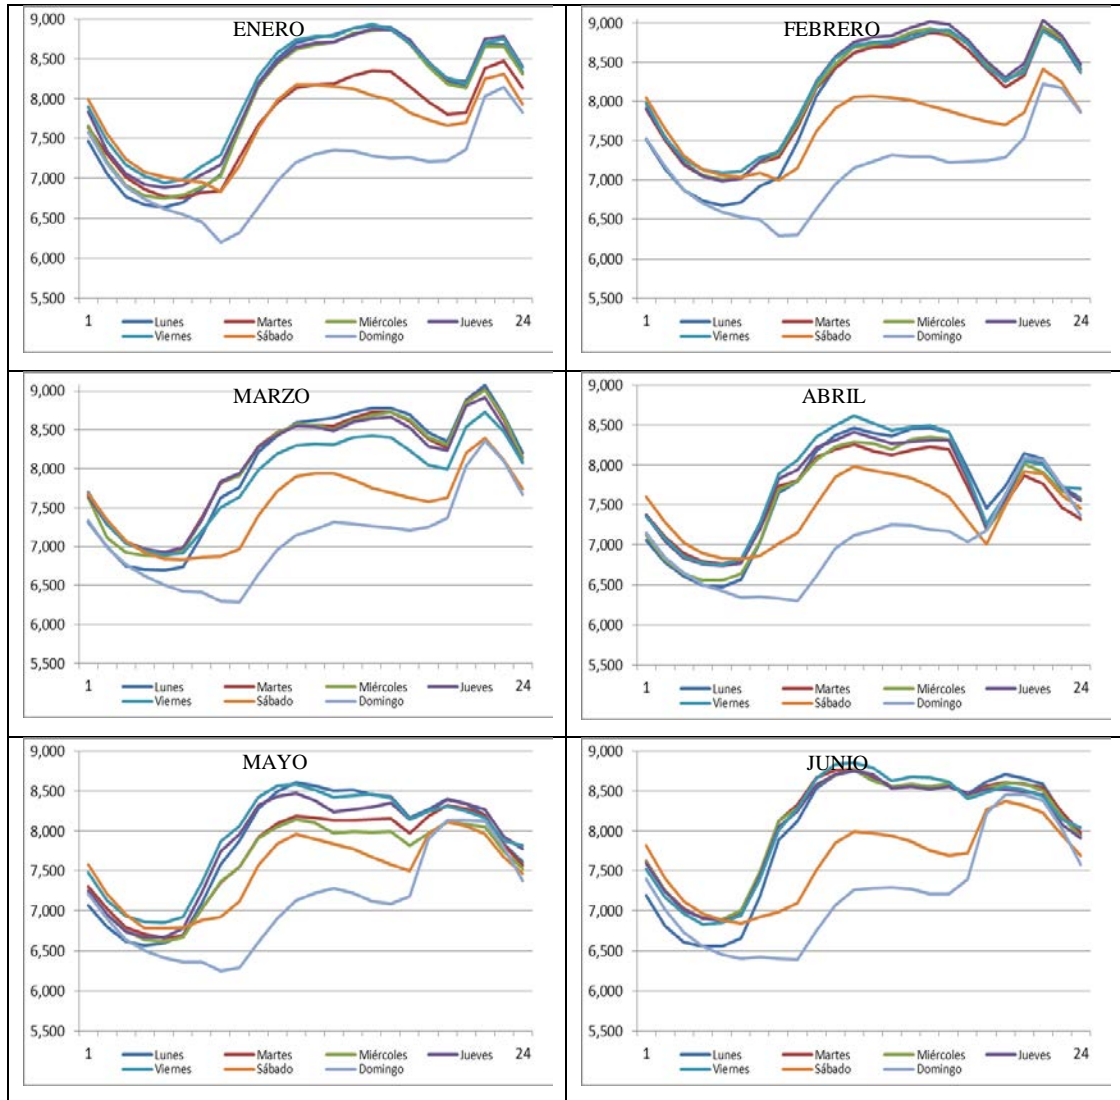 ENERO
9,000
8,500
8,000
7,500
7,000
6,500
6,000
5,500
1 Lunes Martes Miércoles Jueves 24
Viernes Sábado Domingo
FEBRERO
9,000
8,500
8,000
7,500
7,000
6,500
6,000
5,500
1 Lunes Martes Miércoles Jueves 24
Viernes Sábado Domingo
MARZO
9,000
8,500
8,000
7,500
7,000
6,500
6,000
5,500
1 Lunes Martes Miércoles Jueves 24
Viernes Sábado Domingo
ABRIL
9,000
8,500
8,000
7,500
7,000
6,500
6,000
5,500
1 Lunes Martes Miércoles Jueves 24
Viernes Sábado Domingo
MAYO
9,000
8,500
8,000
7,500
7,000
6,500
6,000
5,500
1 Lunes Martes Miércoles Jueves 24
Viernes Sábado Domingo
JUNIO
9,000
8,500
8,000
7,500
7,000
6,500
6,000
5,500
1 Lunes Martes Miércoles Jueves 24
Viernes Sábado Domingo